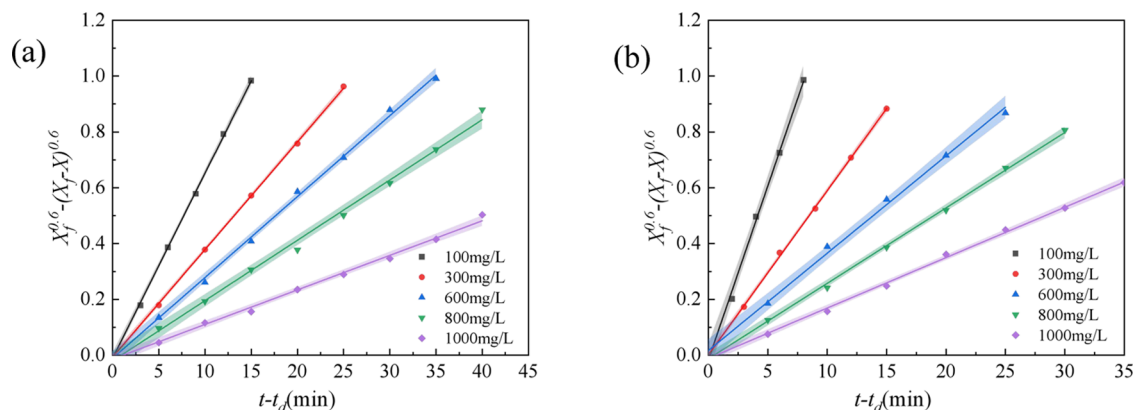 (a)
X_f^0.6-(X_f-X)^0.6
1.2
1.0
0.8
0.6
0.4
0.2
0.0
100mg/L
300mg/L
600mg/L
800mg/L
1000mg/L
0 5 10 15 20 25 30 35 40 45
t-t_d(min)
(b)
X_f^0.6-(X_f-X)^0.6
1.2
1.0
0.8
0.6
0.4
0.2
0.0
100mg/L
300mg/L
600mg/L
800mg/L
1000mg/L
0 5 10 15 20 25 30 35
t-t_d(min)